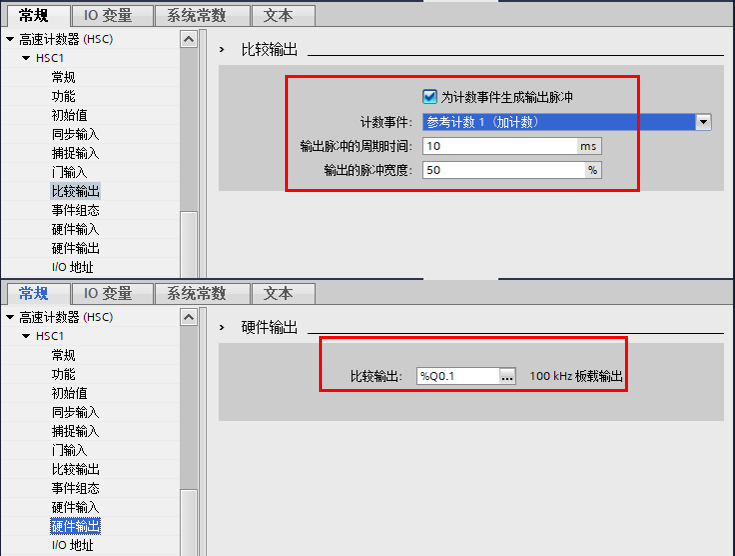 常规 IO 变量 系统常数 文本
高速计数器 (HSC)
HSC1
常规
功能
初始值
同步输入
捕捉输入
门输入
比较输出
事件组态
硬件输入
硬件输出
I/O 地址
> 比较输出
为计数事件生成输出脉冲
计数事件: 参考计数 1（加计数）
输出脉冲的周期时间: 10 ms
输出的脉冲宽度: 50 %
常规 IO 变量 系统常数 文本
高速计数器 (HSC)
HSC1
常规
功能
初始值
同步输入
捕捉输入
门输入
比较输出
事件组态
硬件输入
硬件输出
I/O 地址
> 硬件输出
比较输出: %Q0.1 ... 100 kHz 板载输出